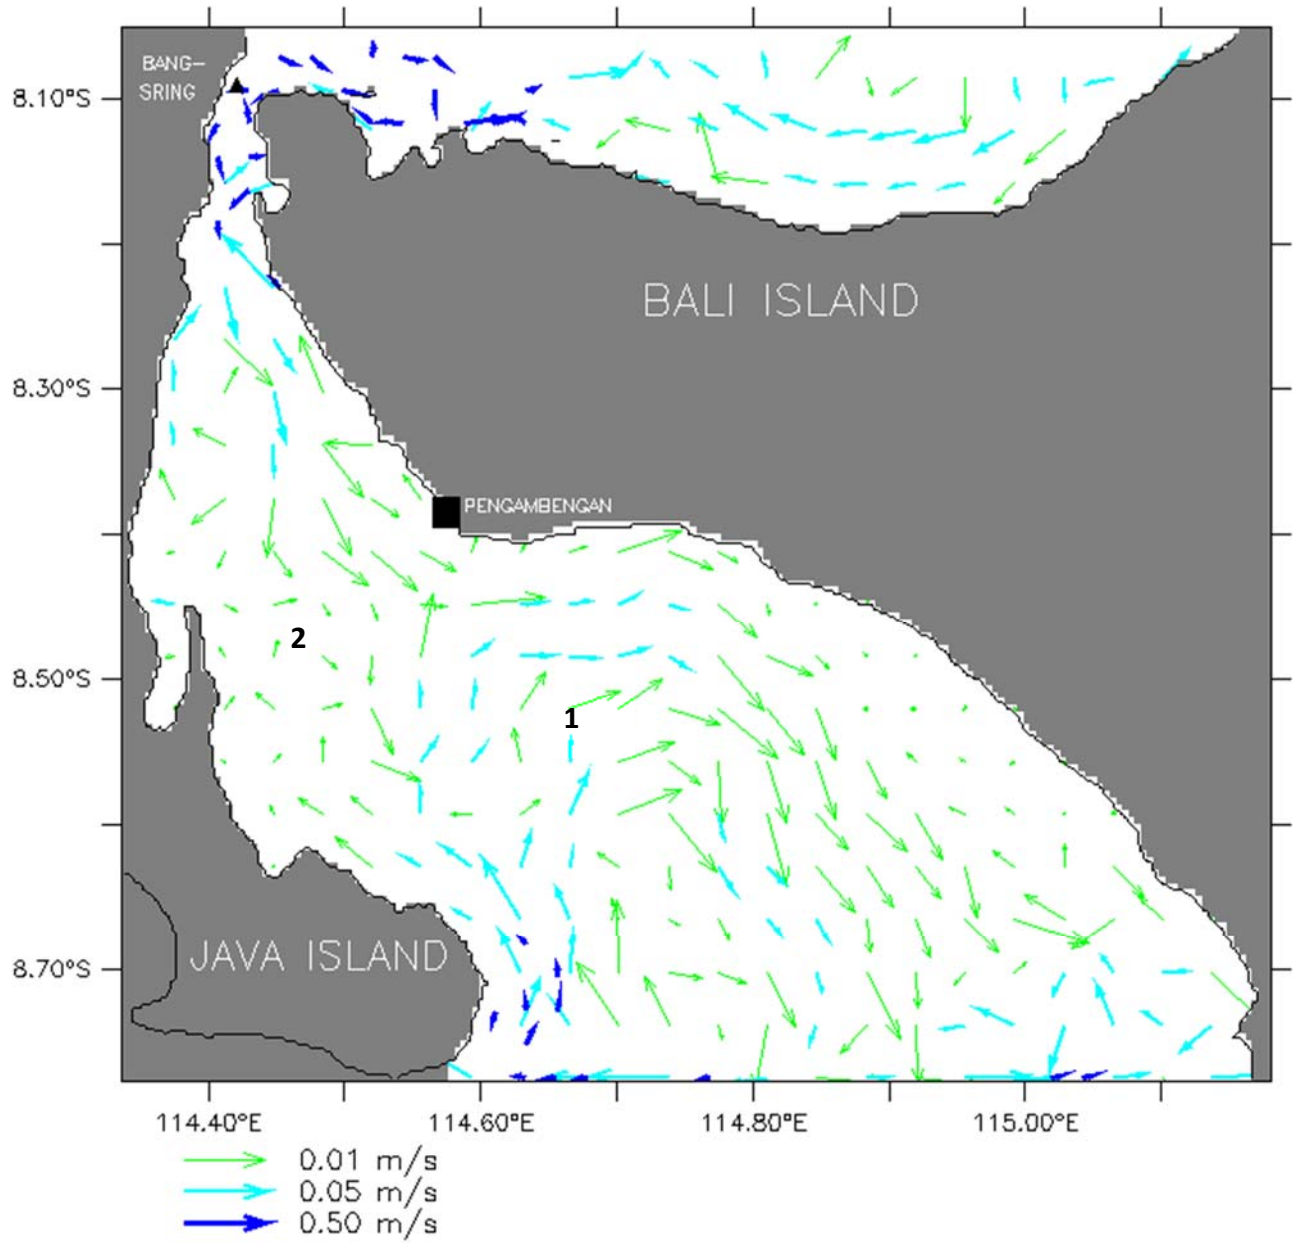 BANG-
SRING
8.10°S
BALI ISLAND
8.30°S
PENGAMBENGAN
2
8.50°S
1
JAVA ISLAND
8.70°S
114.40°E 114.60°E 114.80°E 115.00°E
0.01 m/s
0.05 m/s
0.50 m/s